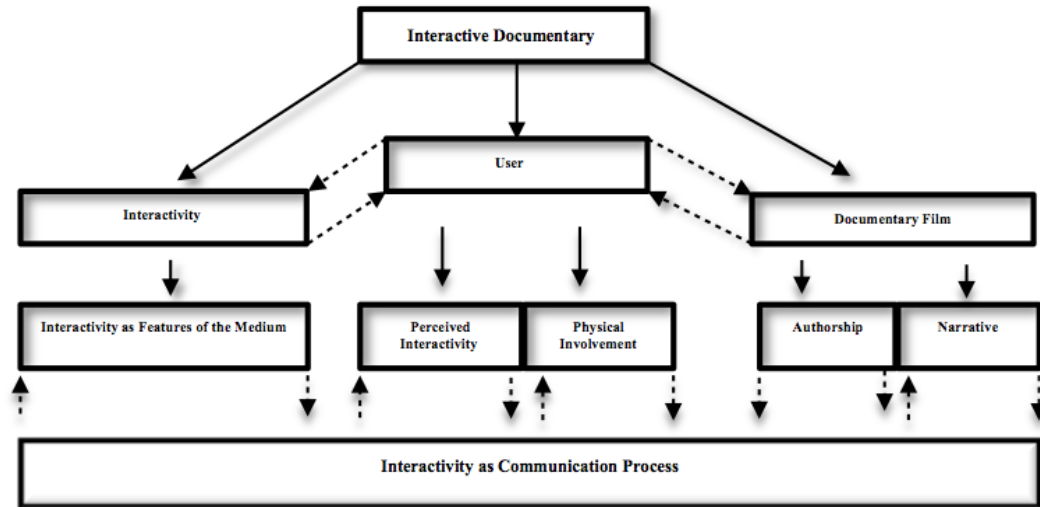 Interactive Documentary
User
Interactivity
Documentary Film
Interactivity as Features of the Medium
Perceived
Interactivity
Physical
Involvement
Authorship
Narrative
Interactivity as Communication Process